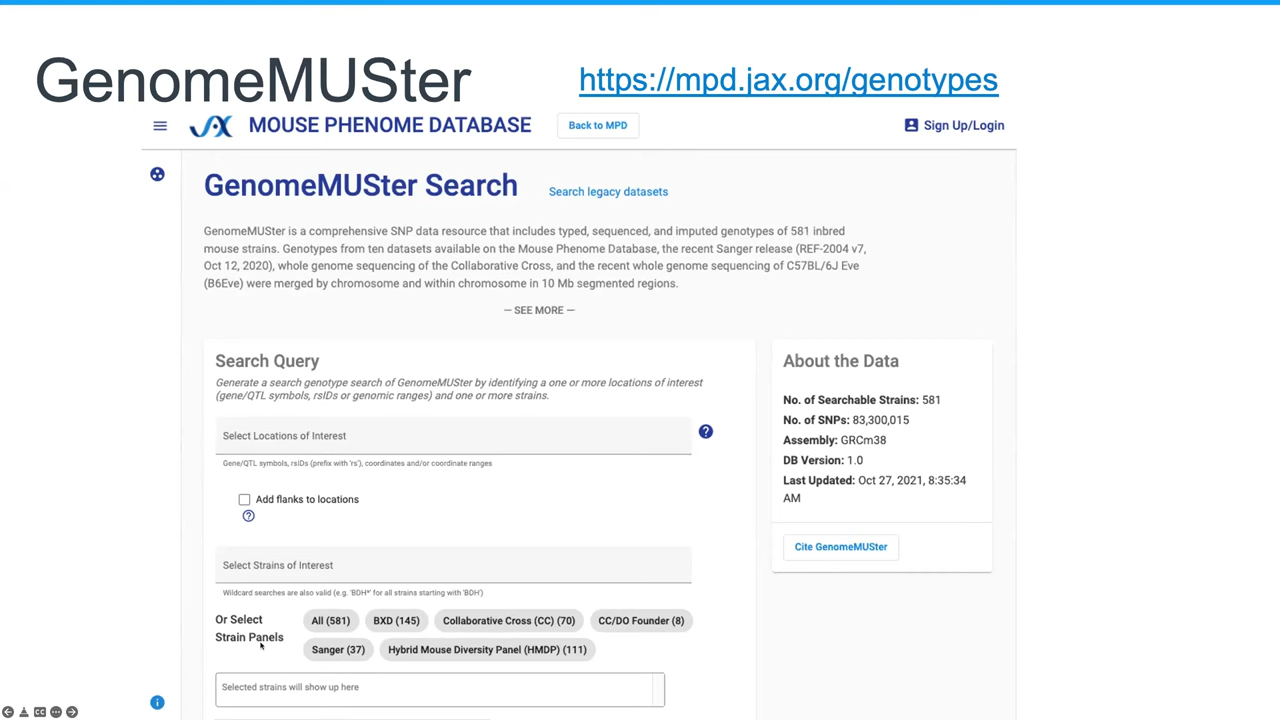 GenomeMUSter
https://mpd.jax.org/genotypes
JAX MOUSE PHENOME DATABASE Back to MPD Sign Up/Login
GenomeMUSter Search Search legacy datasets
GenomeMUSter is a comprehensive SNP data resource that includes typed, sequenced, and imputed genotypes of 581 inbred
mouse strains. Genotypes from ten datasets available on the Mouse Phenome Database, the recent Sanger release (REF-2004 v7,
Oct 12, 2020), whole genome sequencing of the Collaborative Cross, and the recent whole genome sequencing of C57BL/6J Eve
(B6Eve) were merged by chromosome and within chromosome in 10 Mb segmented regions.
— SEE MORE —
Search Query
Generate a search genotype search of GenomeMUSter by identifying a one or more locations of interest
(gene/QTL symbols, rsIDs or genomic ranges) and one or more strains.
Select Locations of Interest
?
Gene/QTL symbols, rsIDs (prefix with 'rs'), coordinates and/or coordinate ranges
Add flanks to locations
?
Select Strains of Interest
Wildcard searches are also valid (e.g. 'BDH*' for all strains starting with 'BDH')
Or Select
Strain Panels
All (581) BXD (145) Collaborative Cross (CC) (70) CC/DO Founder (8)
Sanger (37) Hybrid Mouse Diversity Panel (HMDP) (111)
Selected strains will show up here
About the Data
No. of Searchable Strains: 581
No. of SNPs: 83,300,015
Assembly: GRCm38
DB Version: 1.0
Last Updated: Oct 27, 2021, 8:35:34
AM
Cite GenomeMUSter
i
CC